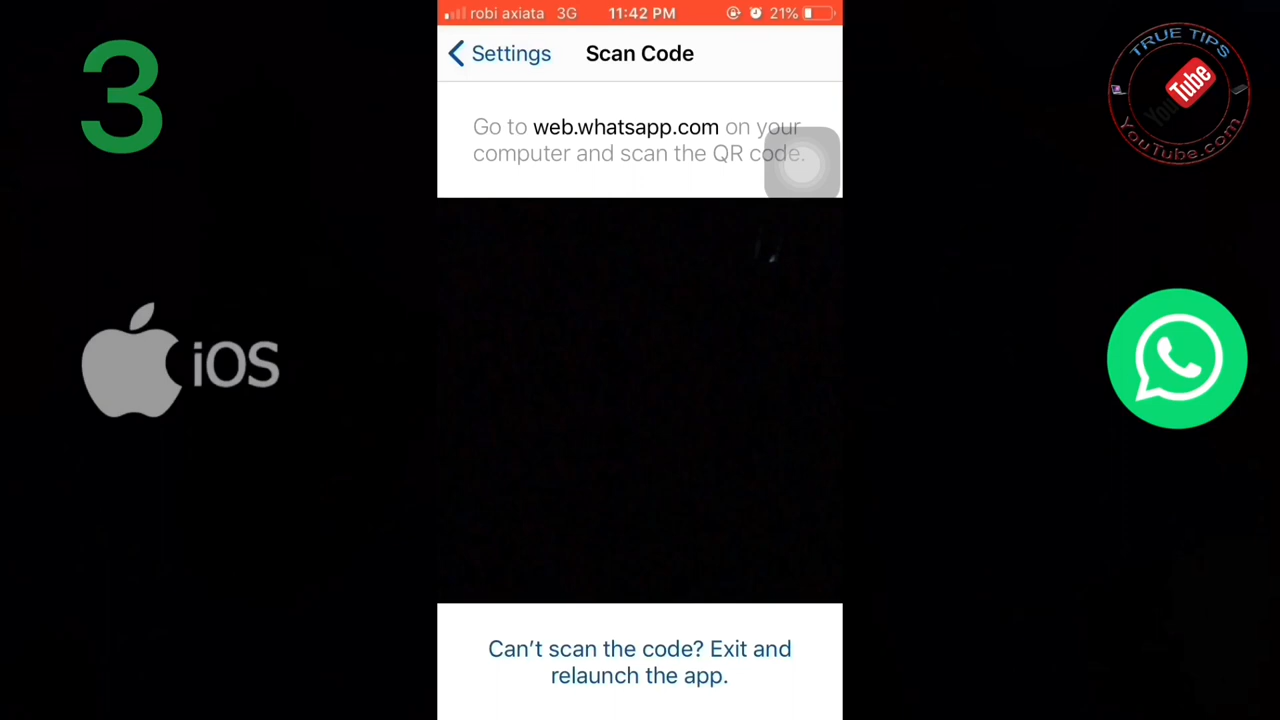 3
robi axiata 3G 11:42 PM 21%
Settings Scan Code
Go to web.whatsapp.com on your
computer and scan the QR code.
TRUE TIPS
You Tube
YouTube.com
iOS
Can't scan the code? Exit and
relaunch the app.